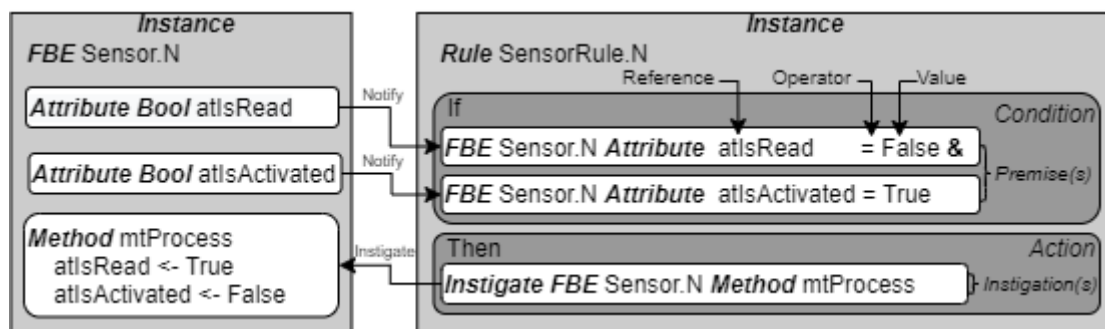 Instance
FBE Sensor.N
Attribute Bool atIsRead
Attribute Bool atIsActivated
Method mtProcess
atIsRead <- True
atIsActivated <- False
Notify
Notify
Instigate
Instance
Rule SensorRule.N
Reference Operator Value
If Condition
FBE Sensor.N Attribute atIsRead = False &
FBE Sensor.N Attribute atIsActivated = True
Premise(s)
Then Action
Instigate FBE Sensor.N Method mtProcess
Instigation(s)